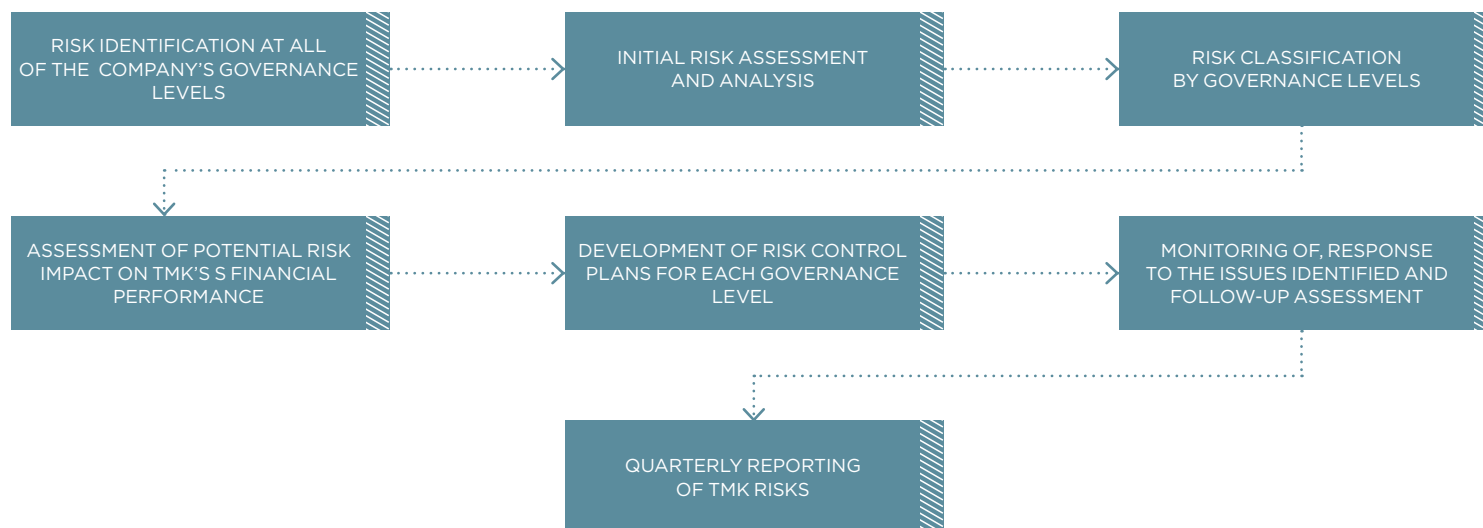 RISK IDENTIFICATION AT ALL
OF THE COMPANY'S GOVERNANCE
LEVELS
INITIAL RISK ASSESSMENT
AND ANALYSIS
RISK CLASSIFICATION
BY GOVERNANCE LEVELS
ASSESSMENT OF POTENTIAL RISK
IMPACT ON TMK'S S FINANCIAL
PERFORMANCE
DEVELOPMENT OF RISK CONTROL
PLANS FOR EACH GOVERNANCE
LEVEL
MONITORING OF, RESPONSE
TO THE ISSUES IDENTIFIED AND
FOLLOW-UP ASSESSMENT
QUARTERLY REPORTING
OF TMK RISKS